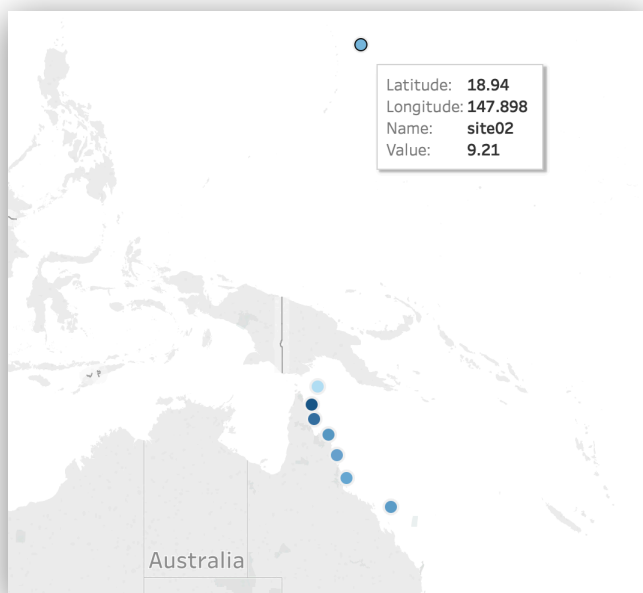 Latitude: 18.94
Longitude: 147.898
Name: site02
Value: 9.21
Australia